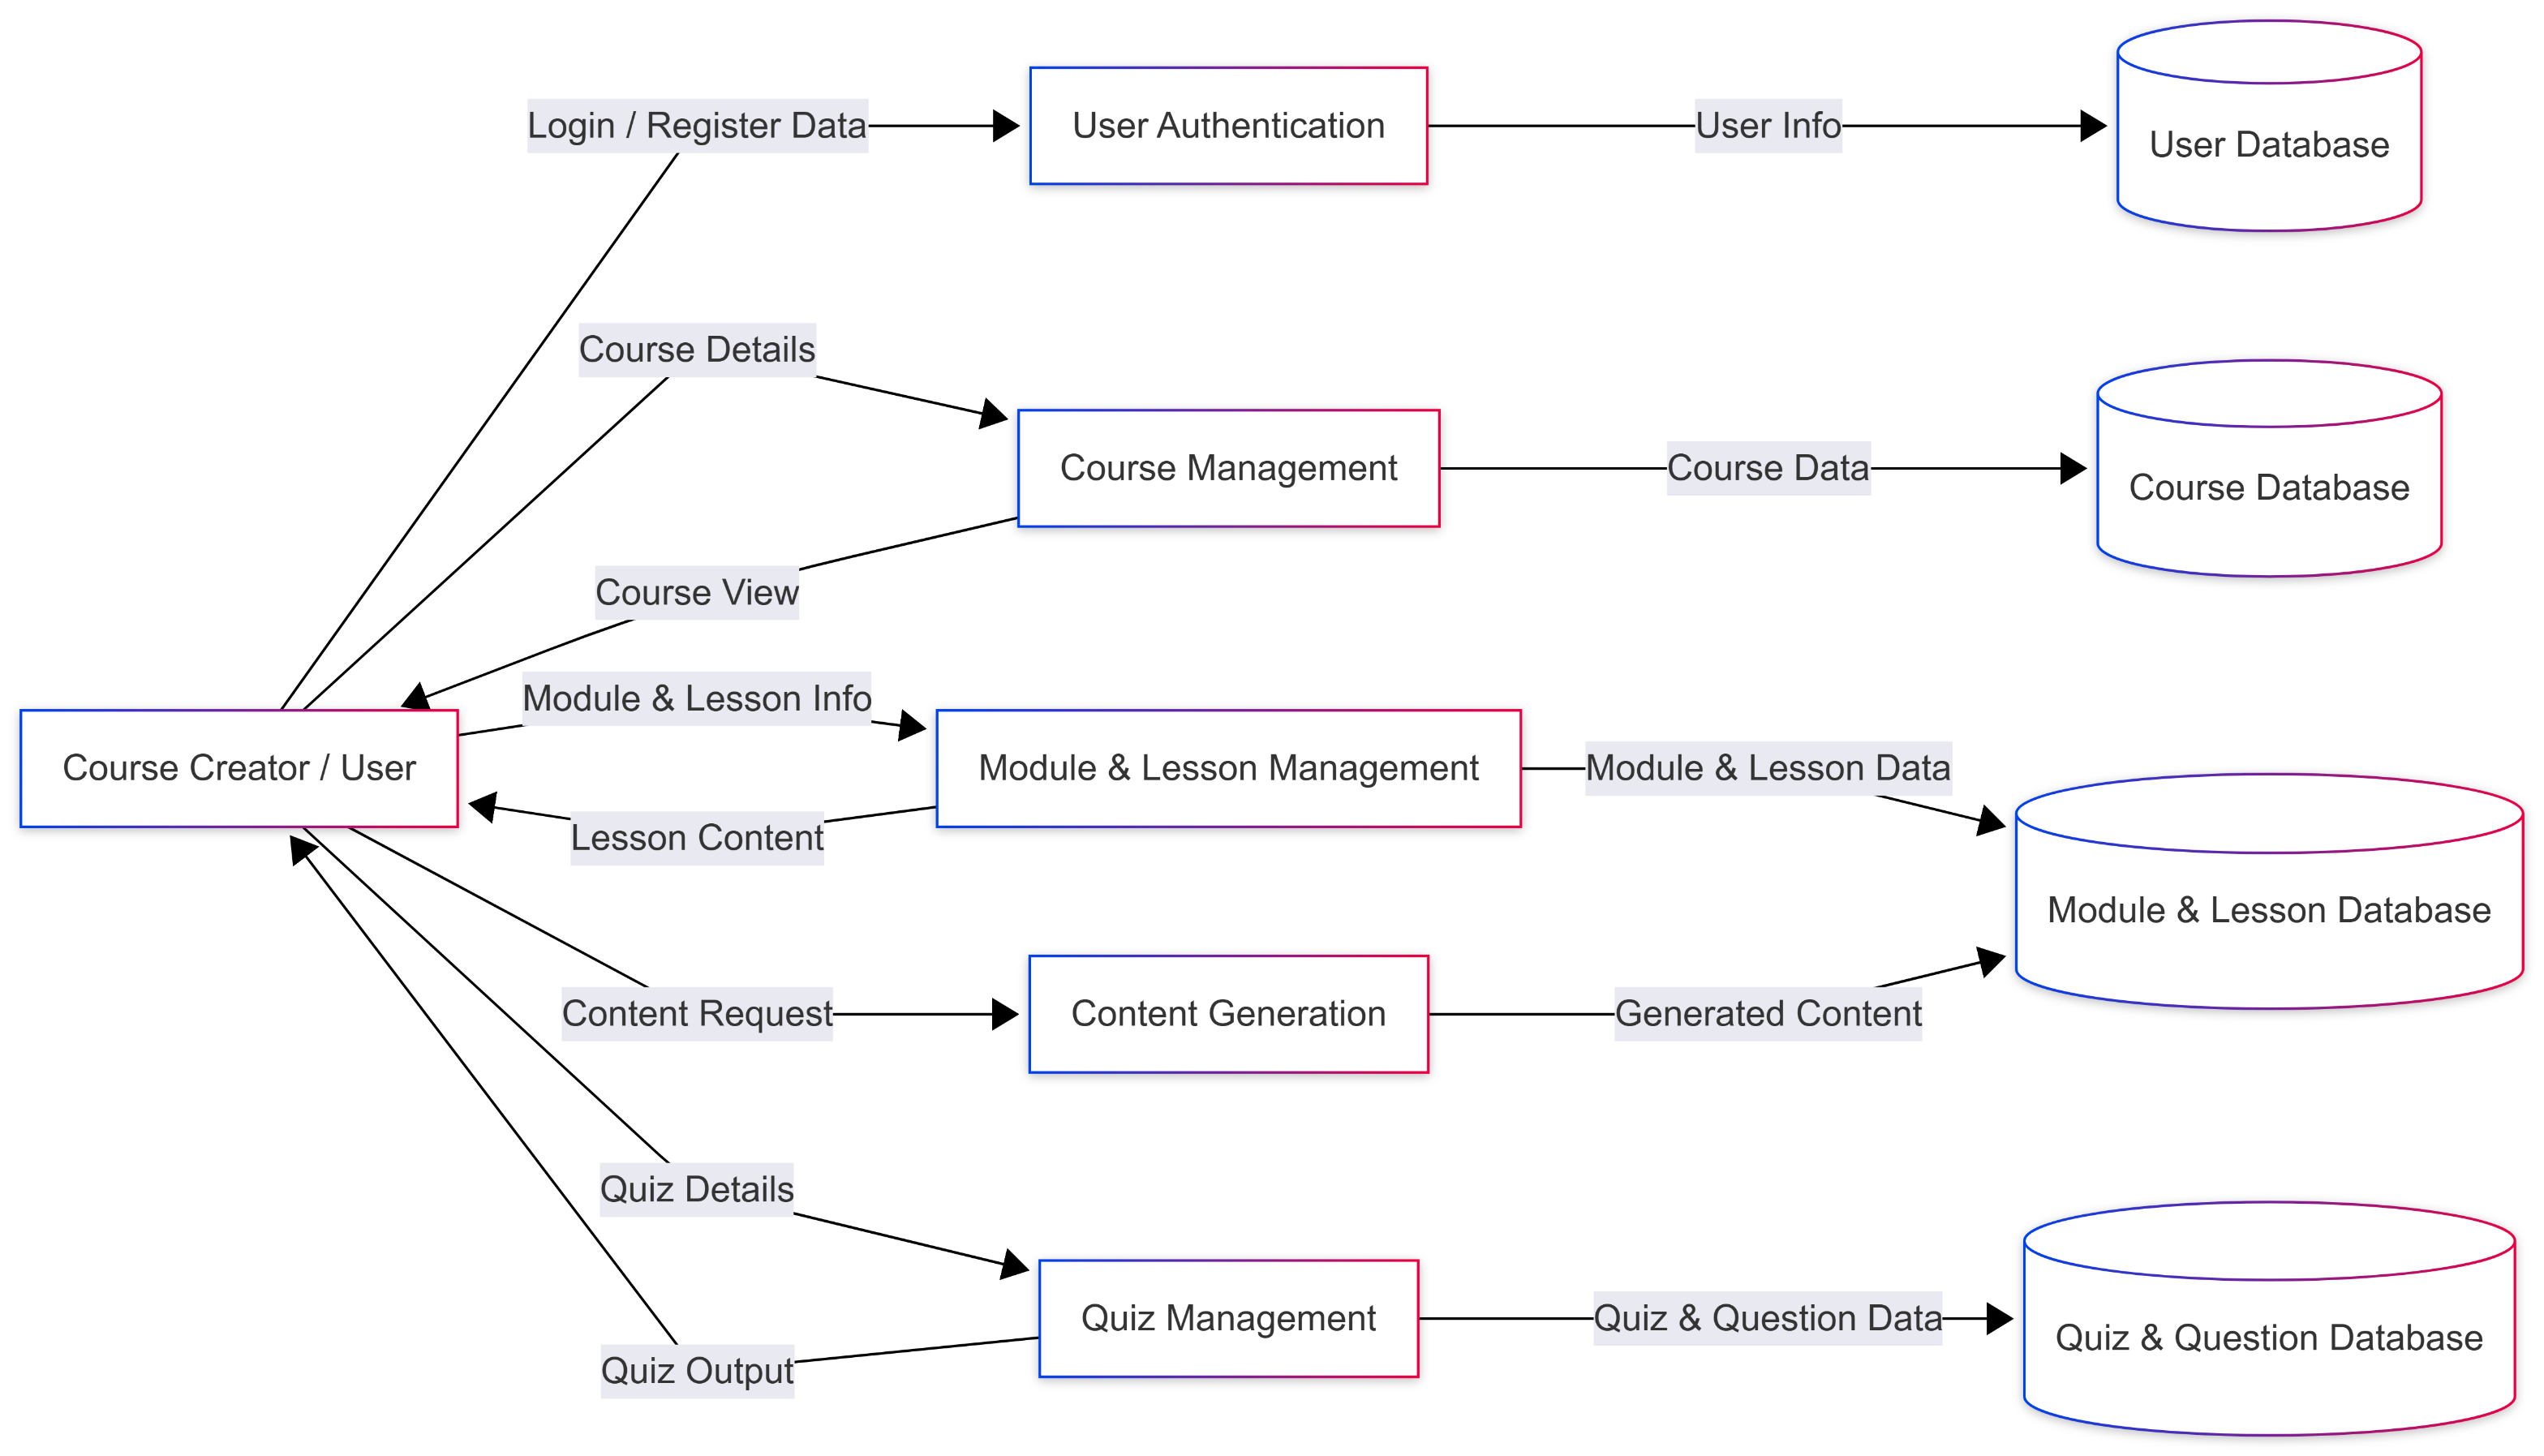 Login / Register Data
User Authentication
User Info
User Database
Course Details
Course Management
Course Data
Course Database
Course View
Module & Lesson Info
Course Creator / User
Module & Lesson Management
Module & Lesson Data
Lesson Content
Module & Lesson Database
Content Request
Content Generation
Generated Content
Quiz Details
Quiz Management
Quiz & Question Data
Quiz & Question Database
Quiz Output